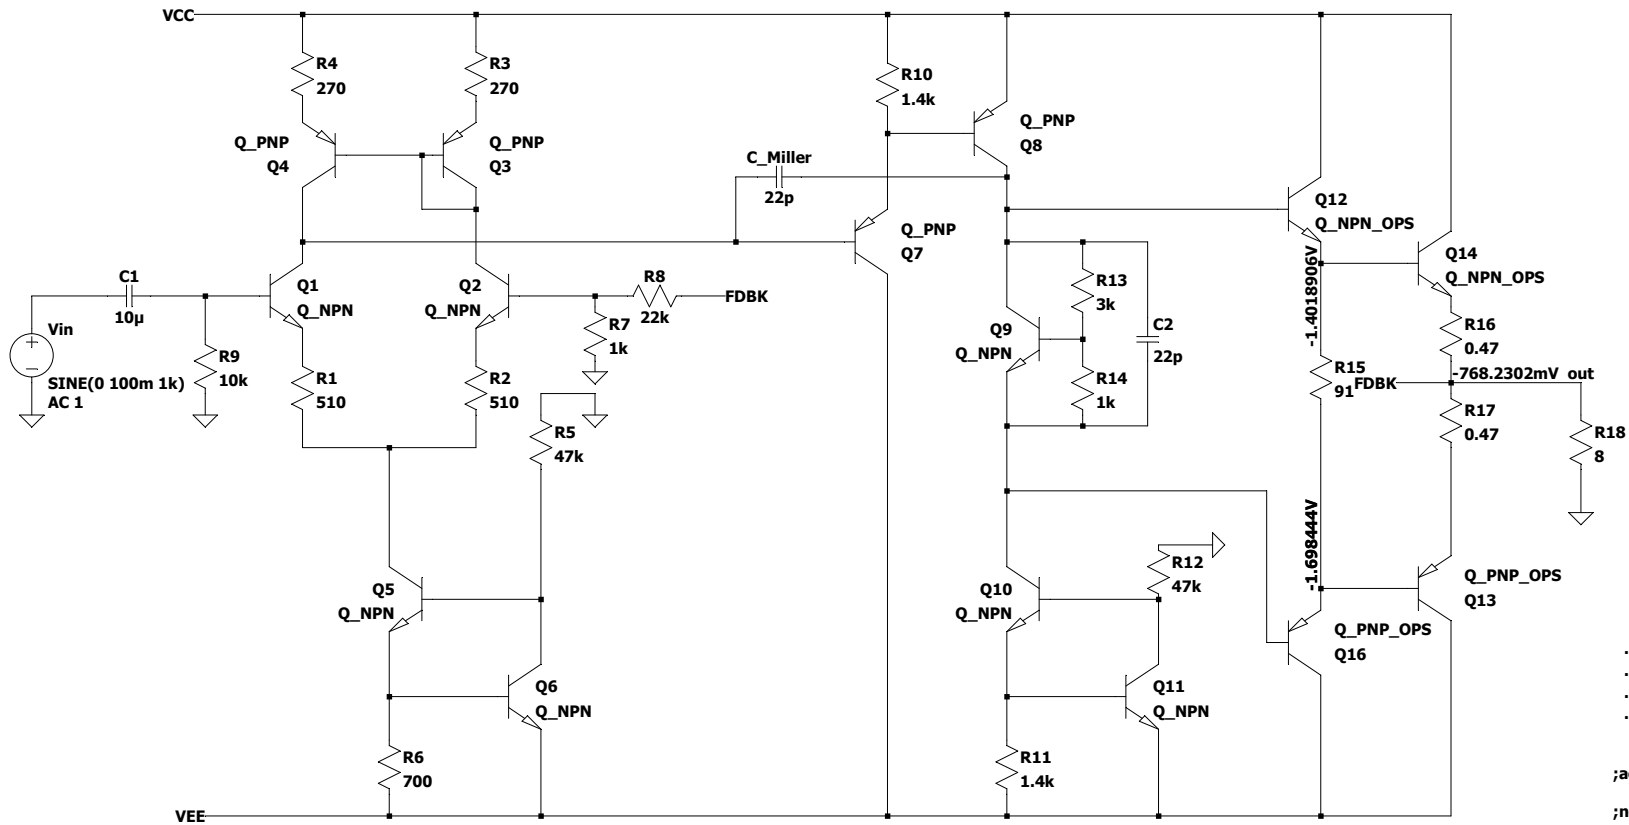 VCC
R4
270
R3
270
R10
1.4k
Q_PNP
Q4
Q_PNP
Q3
Q_PNP
Q8
C_Miller
22p
Q12
Q_NPN_OPS
Q_PNP
Q7
-1.4018906V
Q14
Q_NPN_OPS
C1
10µ
Q1
Q_NPN
Q2
Q_NPN
R8
22k
FDBK
R13
3k
R7
1k
Q9
Q_NPN
C2
22p
R16
0.47
Vin
SINE(0 100m 1k)
AC 1
R9
10k
R1
510
R2
510
R14
1k
R15
91
FDBK
-768.2302mV out
R17
0.47
R18
8
R5
47k
-1.698444V
R12
47k
Q5
Q_NPN
Q10
Q_NPN
Q_PNP_OPS
Q13
Q_PNP_OPS
Q16
Q6
Q_NPN
Q11
Q_NPN
R6
700
R11
1.4k
VEE